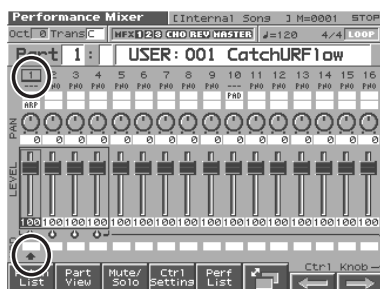 Performance Mixer [Internal Song ] M=0001 STOP
Oct 0 Trans C MFX 1 2 3 CHO REV MASTER ♩=120 4/4 LOOP
Part 1 : USER: 001 CatchURFlow
1 2 3 4 5 6 7 8 9 10 11 12 13 14 15 16
--- PNO PNO PNO PNO PNO PNO PNO PNO --- PNO PNO PNO PNO PNO PNO
ARP PAD
PAN
0 0 0 0 0 0 0 0 0 0 0 0 0 0 0 0
LEVEL
100 100 100 100 100 100 100 100 100 100 100 100 100 100 100 100
Ctrl Knob
List Part View Mute/Solo Ctrl Setting Perf List